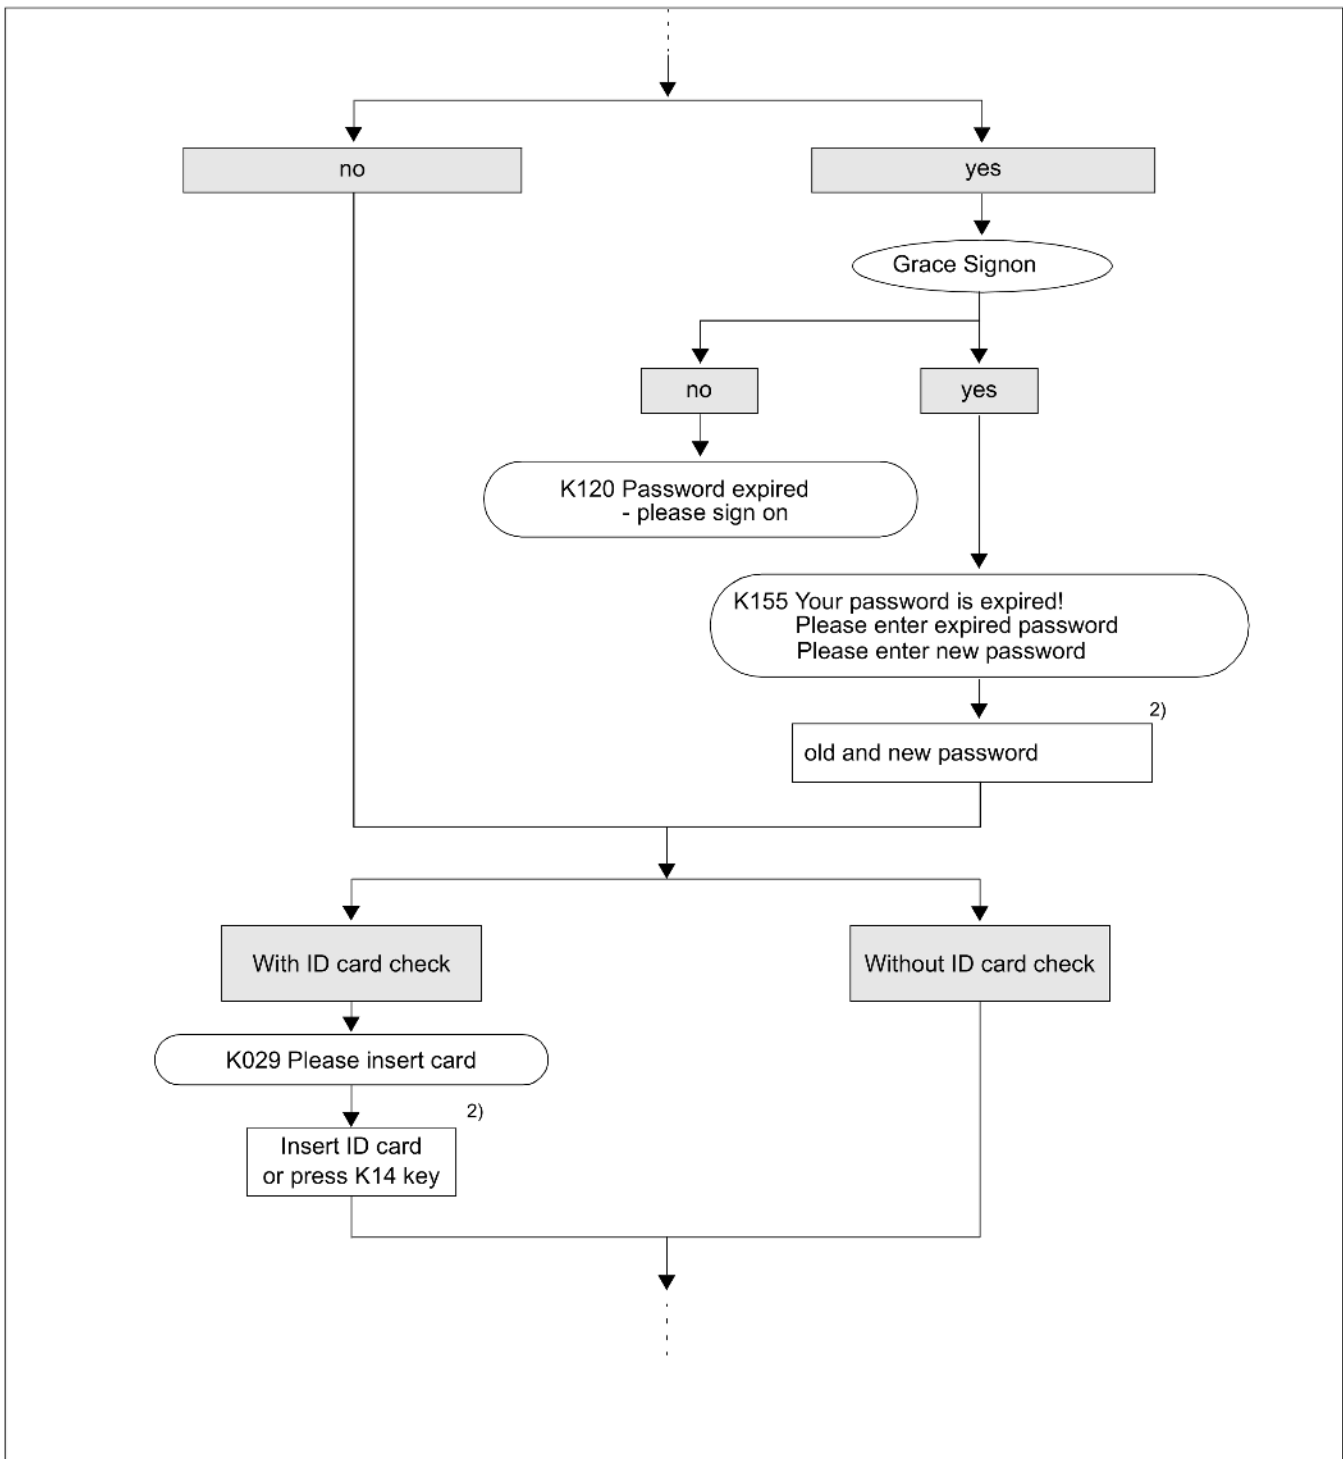 no
yes
Grace Signon
no
yes
K120 Password expired
- please sign on
K155 Your password is expired!
Please enter expired password
Please enter new password
2)
old and new password
With ID card check
Without ID card check
K029 Please insert card
2)
Insert ID card
or press K14 key